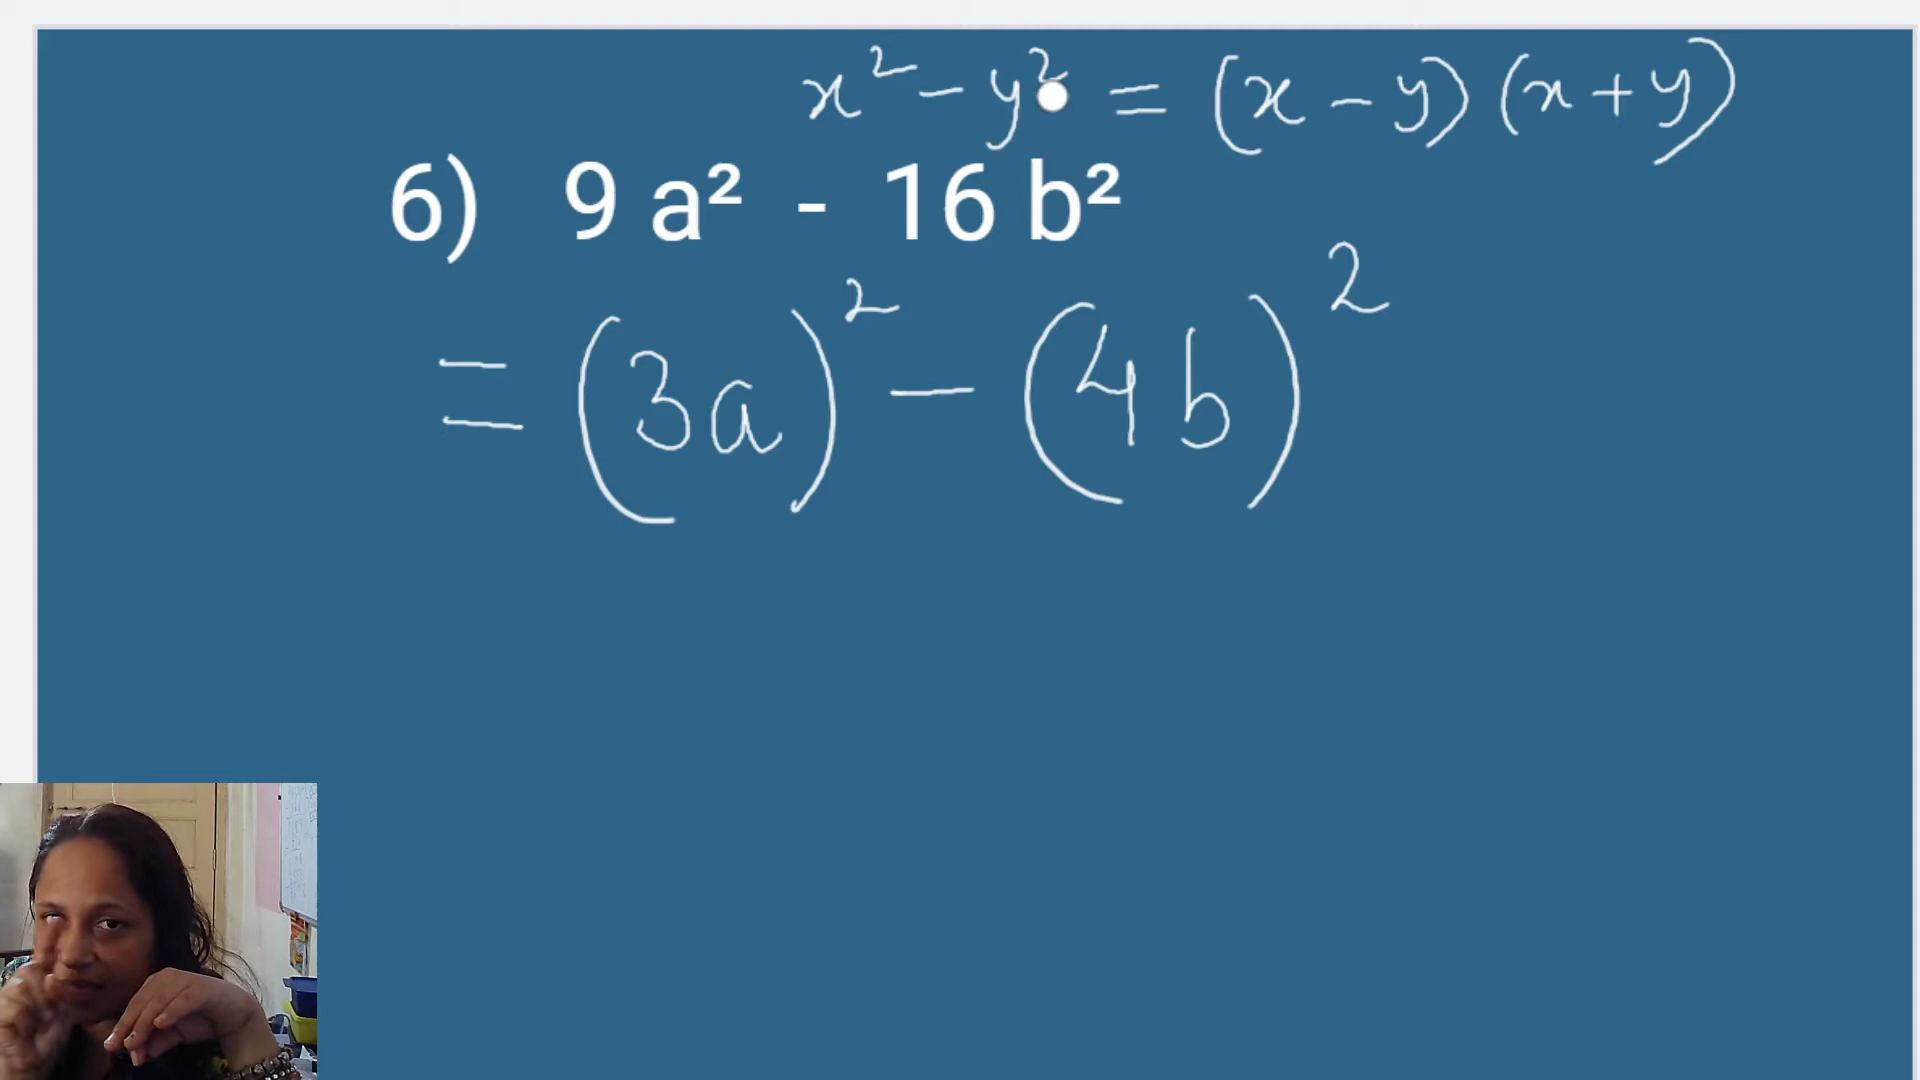 x² - y² = (x - y) (x + y)
6) 9 a² - 16 b²
= (3a)² - (4b)²